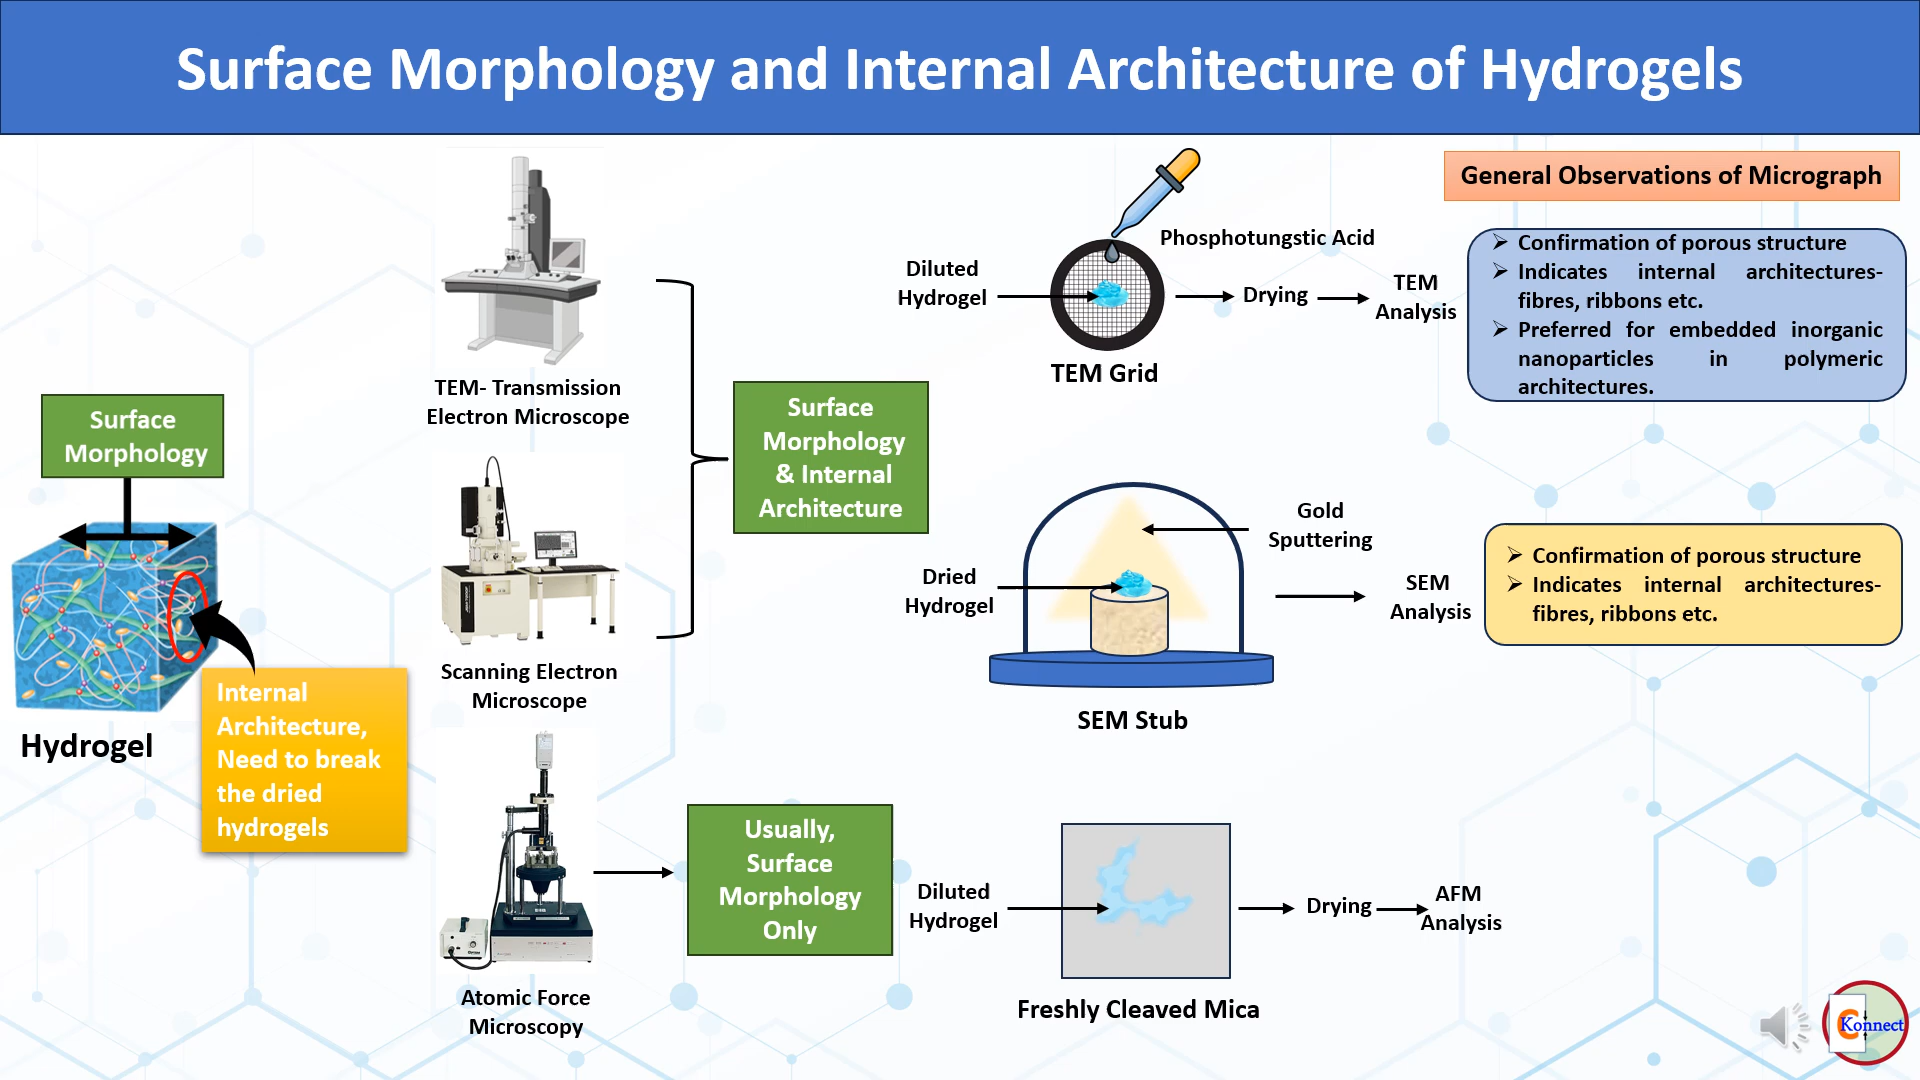 Surface Morphology and Internal Architecture of Hydrogels
Surface
Morphology
Hydrogel
Internal
Architecture,
Need to break
the dried
hydrogels
TEM- Transmission
Electron Microscope
Scanning Electron
Microscope
Atomic Force
Microscopy
Surface
Morphology
& Internal
Architecture
Usually,
Surface
Morphology
Only
Diluted
Hydrogel
Phosphotungstic Acid
Drying
TEM
Analysis
TEM Grid
Dried
Hydrogel
Gold
Sputtering
SEM
Analysis
SEM Stub
Diluted
Hydrogel
Drying
AFM
Analysis
Freshly Cleaved Mica
General Observations of Micrograph
➢ Confirmation of porous structure
➢ Indicates internal architectures-
fibres, ribbons etc.
➢ Preferred for embedded inorganic
nanoparticles in polymeric
architectures.
➢ Confirmation of porous structure
➢ Indicates internal architectures-
fibres, ribbons etc.
C
Konnect